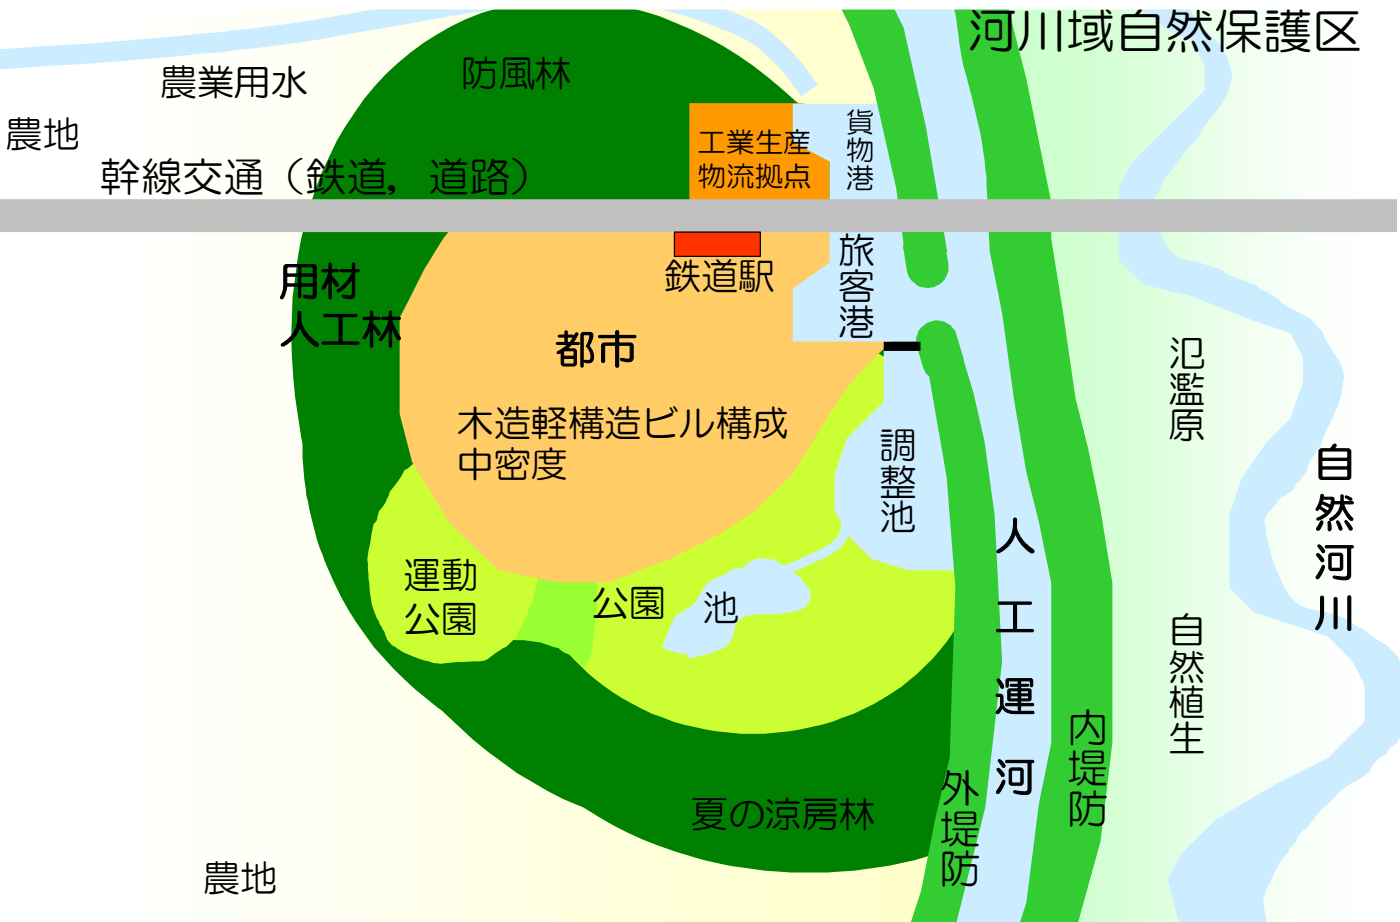 河川域自然保護区
防風林
農業用水
農地
工業生産
物流拠点
貨物港
幹線交通（鉄道，道路）
旅客港
鉄道駅
用材
人工林
都市
木造軽構造ビル構成
中密度
氾濫原
調整池
自然河川
人工運河
運動
公園
公園
池
自然植生
内堤防
外堤防
夏の涼房林
農地